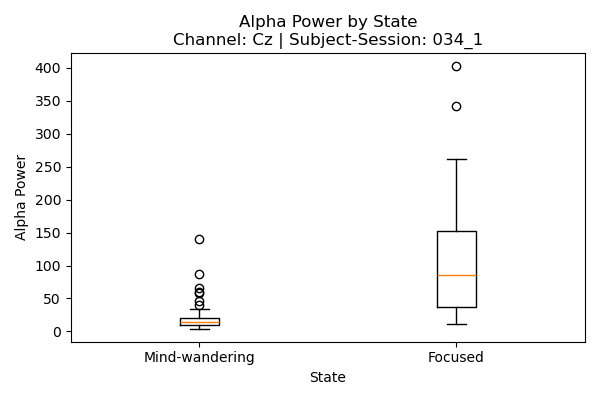 Alpha Power by State
Channel: Cz | Subject-Session: 034_1
Alpha Power
400
350
300
250
200
150
100
50
0
Mind-wandering
Focused
State